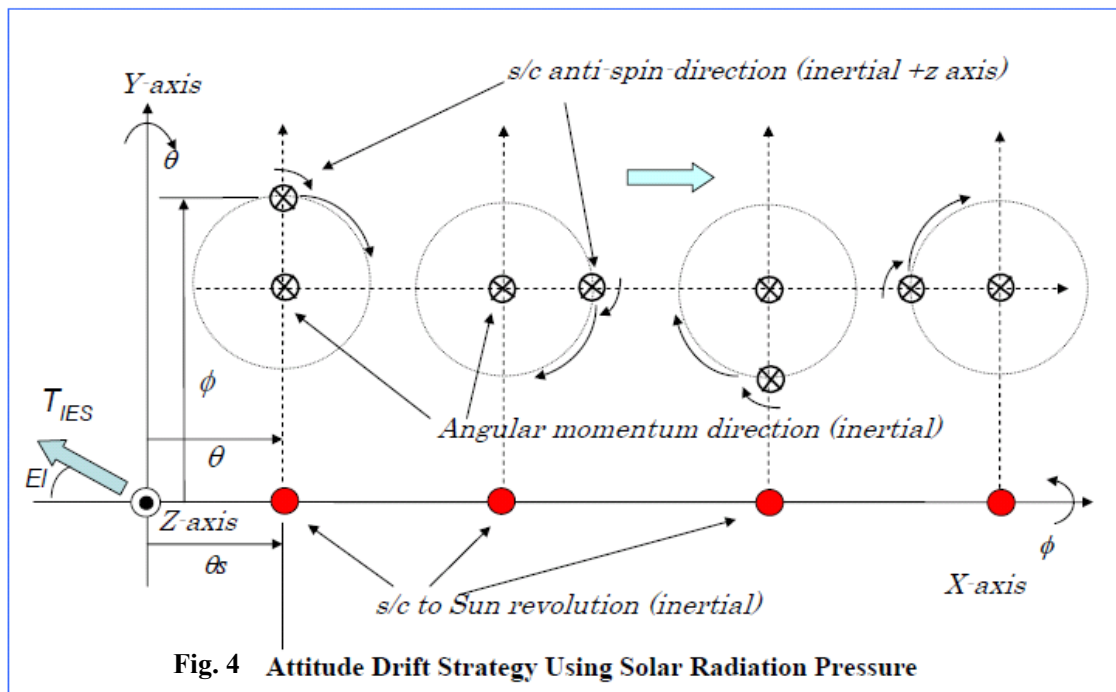 s/c anti-spin-direction (inertial +z axis)
Y-axis
θ
ϕ
T_IES
Angular momentum direction (inertial)
θ
El
Z-axis
ϕ
θs
X-axis
s/c to Sun revolution (inertial)
Fig. 4 Attitude Drift Strategy Using Solar Radiation Pressure